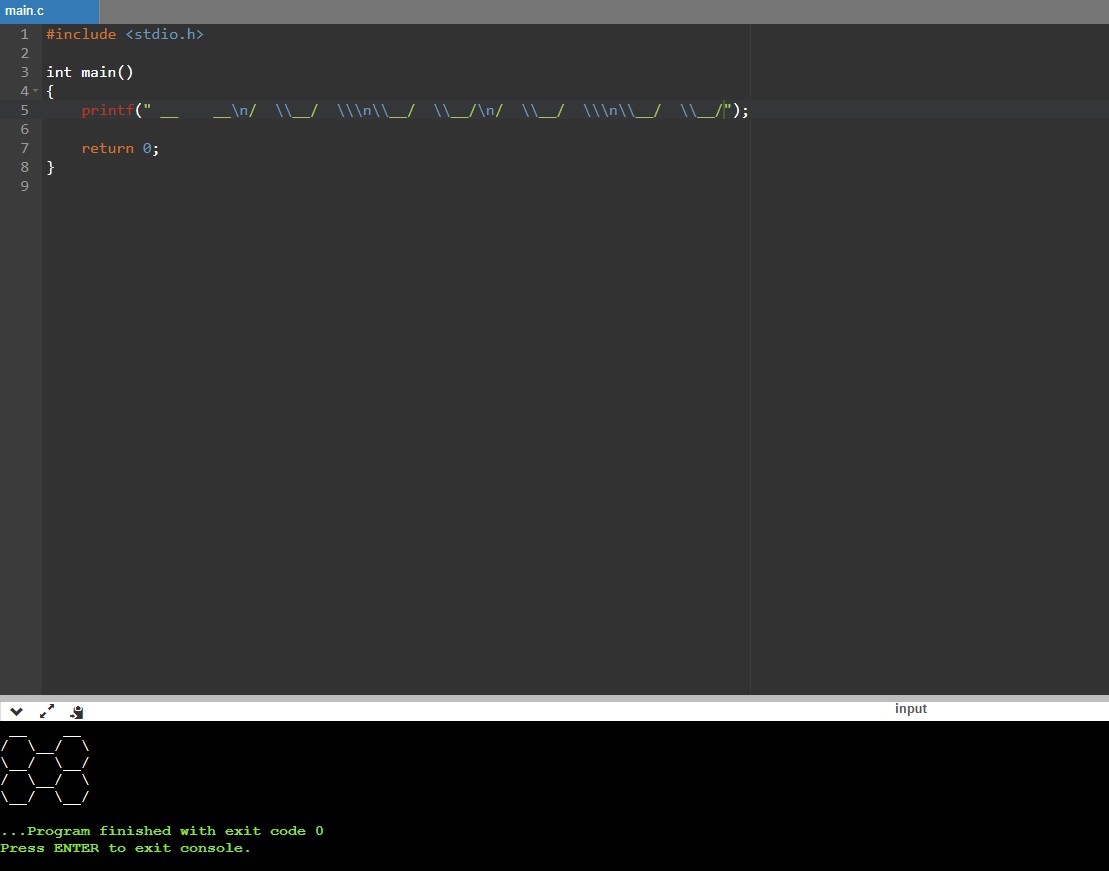 main.c
1 #include <stdio.h>
2
3 int main()
4 {
5     printf(" __    __\n/  \\__/  \\\n\\__/  \\__/\n/  \\__/  \\\n\\__/  \\__/");
6
7     return 0;
8 }
9
input
 __    __
/  \__/  \
\__/  \__/
/  \__/  \
\__/  \__/
...Program finished with exit code 0
Press ENTER to exit console.